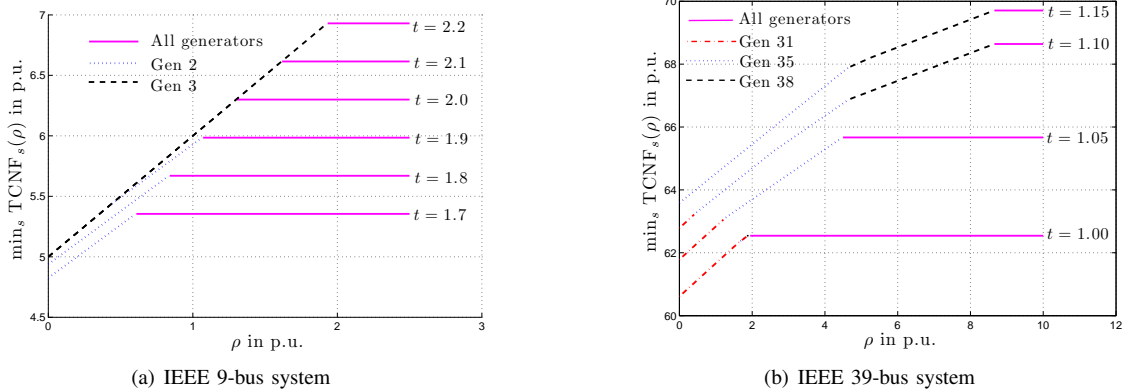 min_s TCNF_s(ρ) in p.u.
7
6.5
6
5.5
5
4.5
0
1
2
3
ρ in p.u.
All generators
Gen 2
Gen 3
t = 2.2
t = 2.1
t = 2.0
t = 1.9
t = 1.8
t = 1.7
(a) IEEE 9-bus system
min_s TCNF_s(ρ) in p.u.
70
68
66
64
62
60
0
2
4
6
8
10
12
ρ in p.u.
All generators
Gen 31
Gen 35
Gen 38
t = 1.15
t = 1.10
t = 1.05
t = 1.00
(b) IEEE 39-bus system